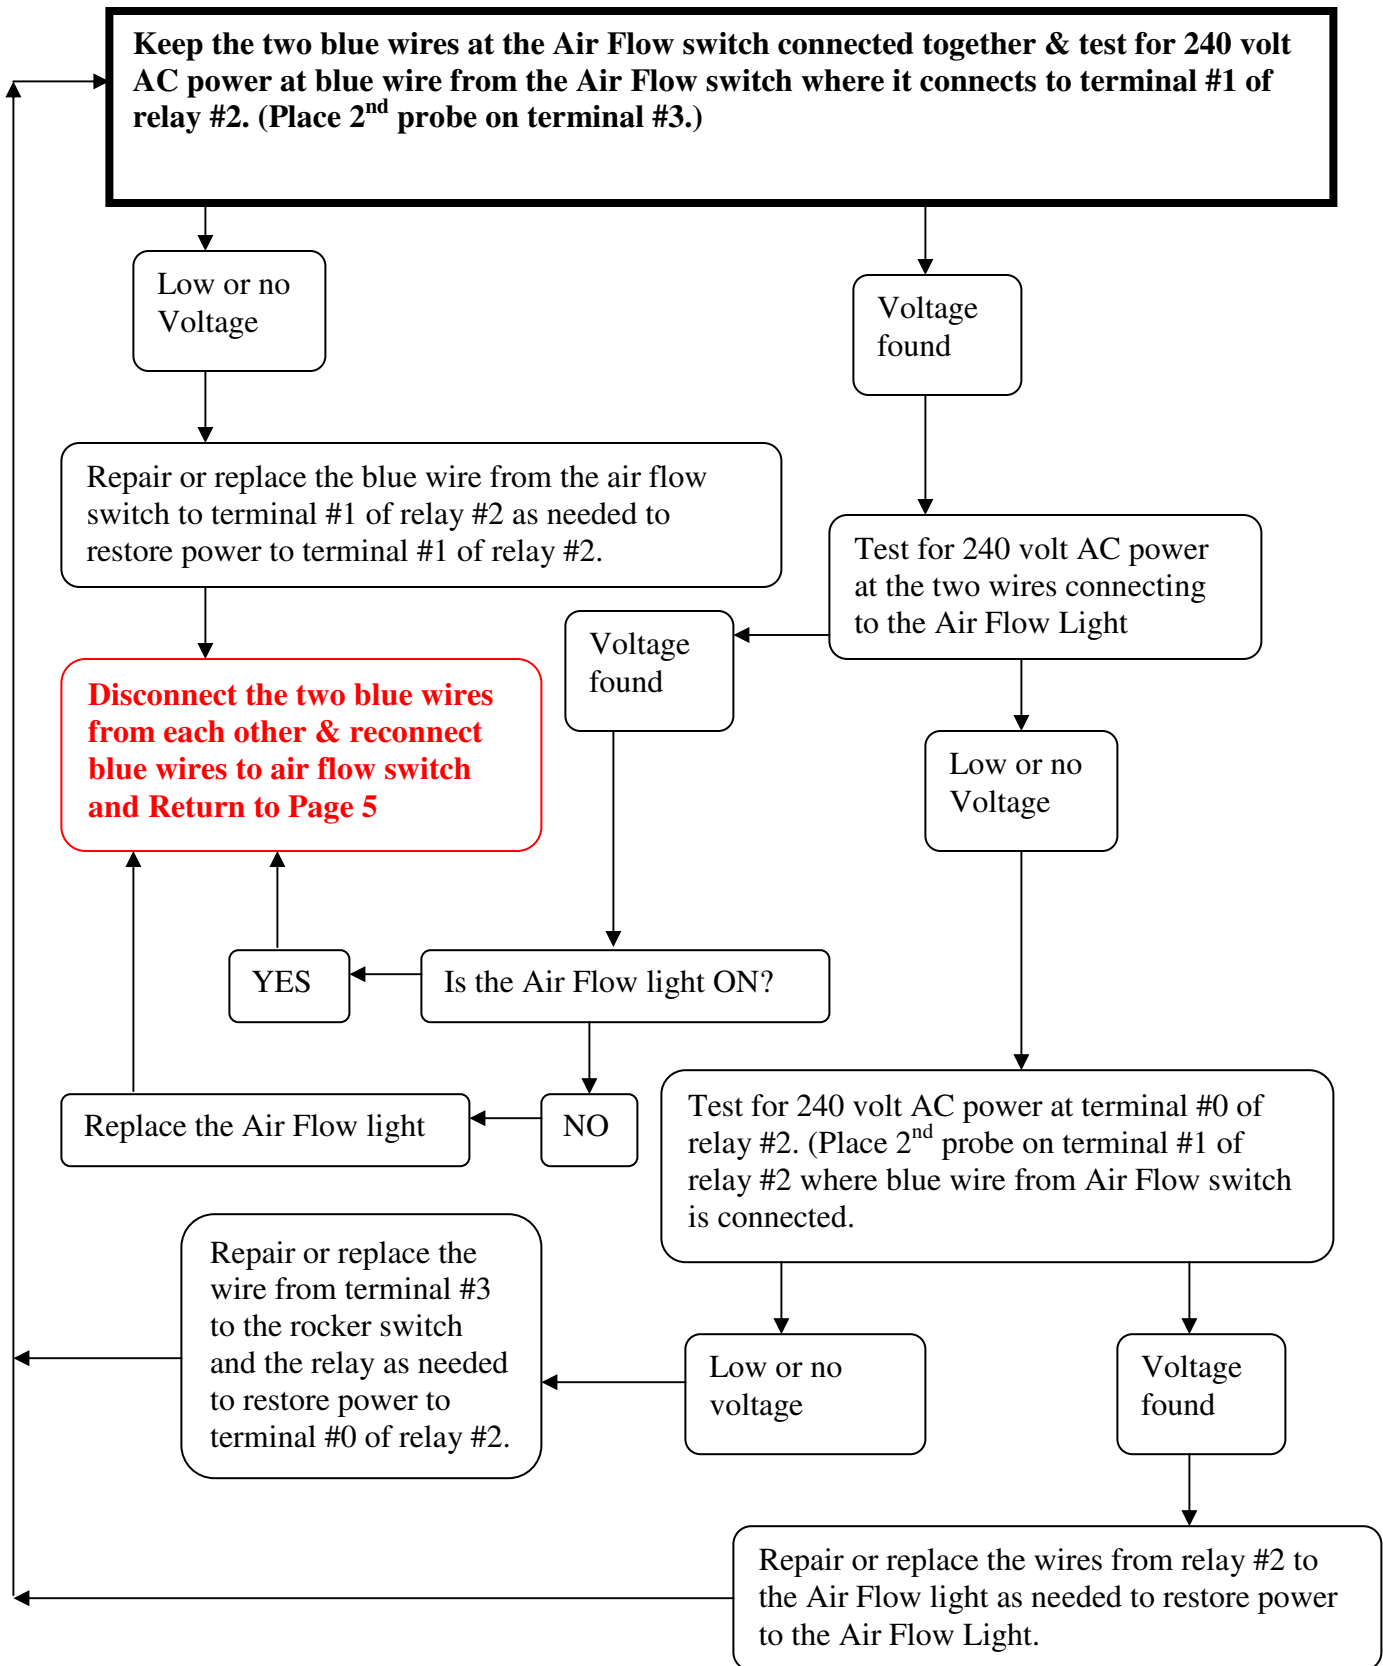 Keep the two blue wires at the Air Flow switch connected together & test for 240 volt
AC power at blue wire from the Air Flow switch where it connects to terminal #1 of
relay #2. (Place 2nd probe on terminal #3.)
Low or no
Voltage
Voltage
found
Repair or replace the blue wire from the air flow
switch to terminal #1 of relay #2 as needed to
restore power to terminal #1 of relay #2.
Test for 240 volt AC power
at the two wires connecting
to the Air Flow Light
Voltage
found
Disconnect the two blue wires
from each other & reconnect
blue wires to air flow switch
and Return to Page 5
Low or no
Voltage
YES
Is the Air Flow light ON?
Replace the Air Flow light
NO
Test for 240 volt AC power at terminal #0 of
relay #2. (Place 2nd probe on terminal #1 of
relay #2 where blue wire from Air Flow switch
is connected.
Repair or replace the
wire from terminal #3
to the rocker switch
and the relay as needed
to restore power to
terminal #0 of relay #2.
Low or no
voltage
Voltage
found
Repair or replace the wires from relay #2 to
the Air Flow light as needed to restore power
to the Air Flow Light.